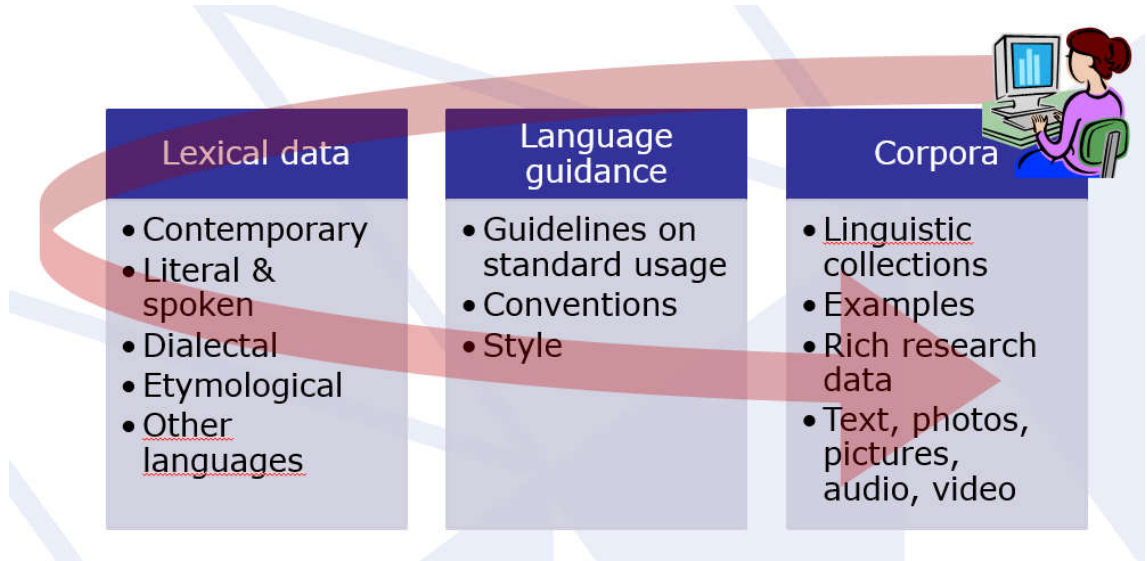 Lexical data
• Contemporary
• Literal &
spoken
• Dialectal
• Etymological
• Other
languages
Language
guidance
• Guidelines on
standard usage
• Conventions
• Style
Corpora
• Linguistic
collections
• Examples
• Rich research
data
• Text, photos,
pictures,
audio, video